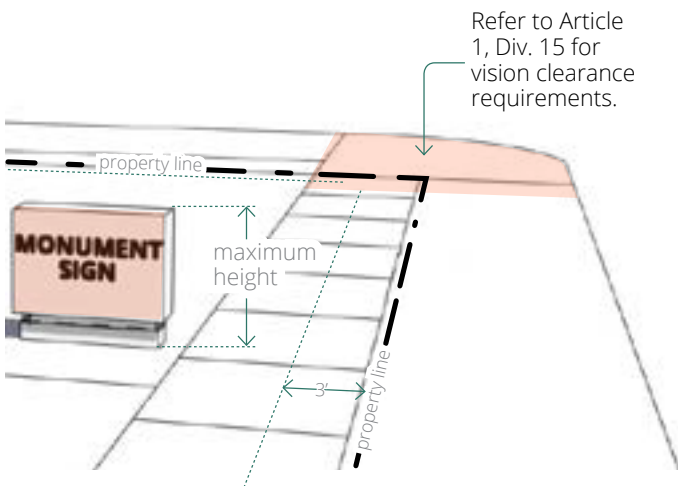 Refer to Article
1, Div. 15 for
vision clearance
requirements.
property line
MONUMENT
SIGN
maximum
height
3'
property line